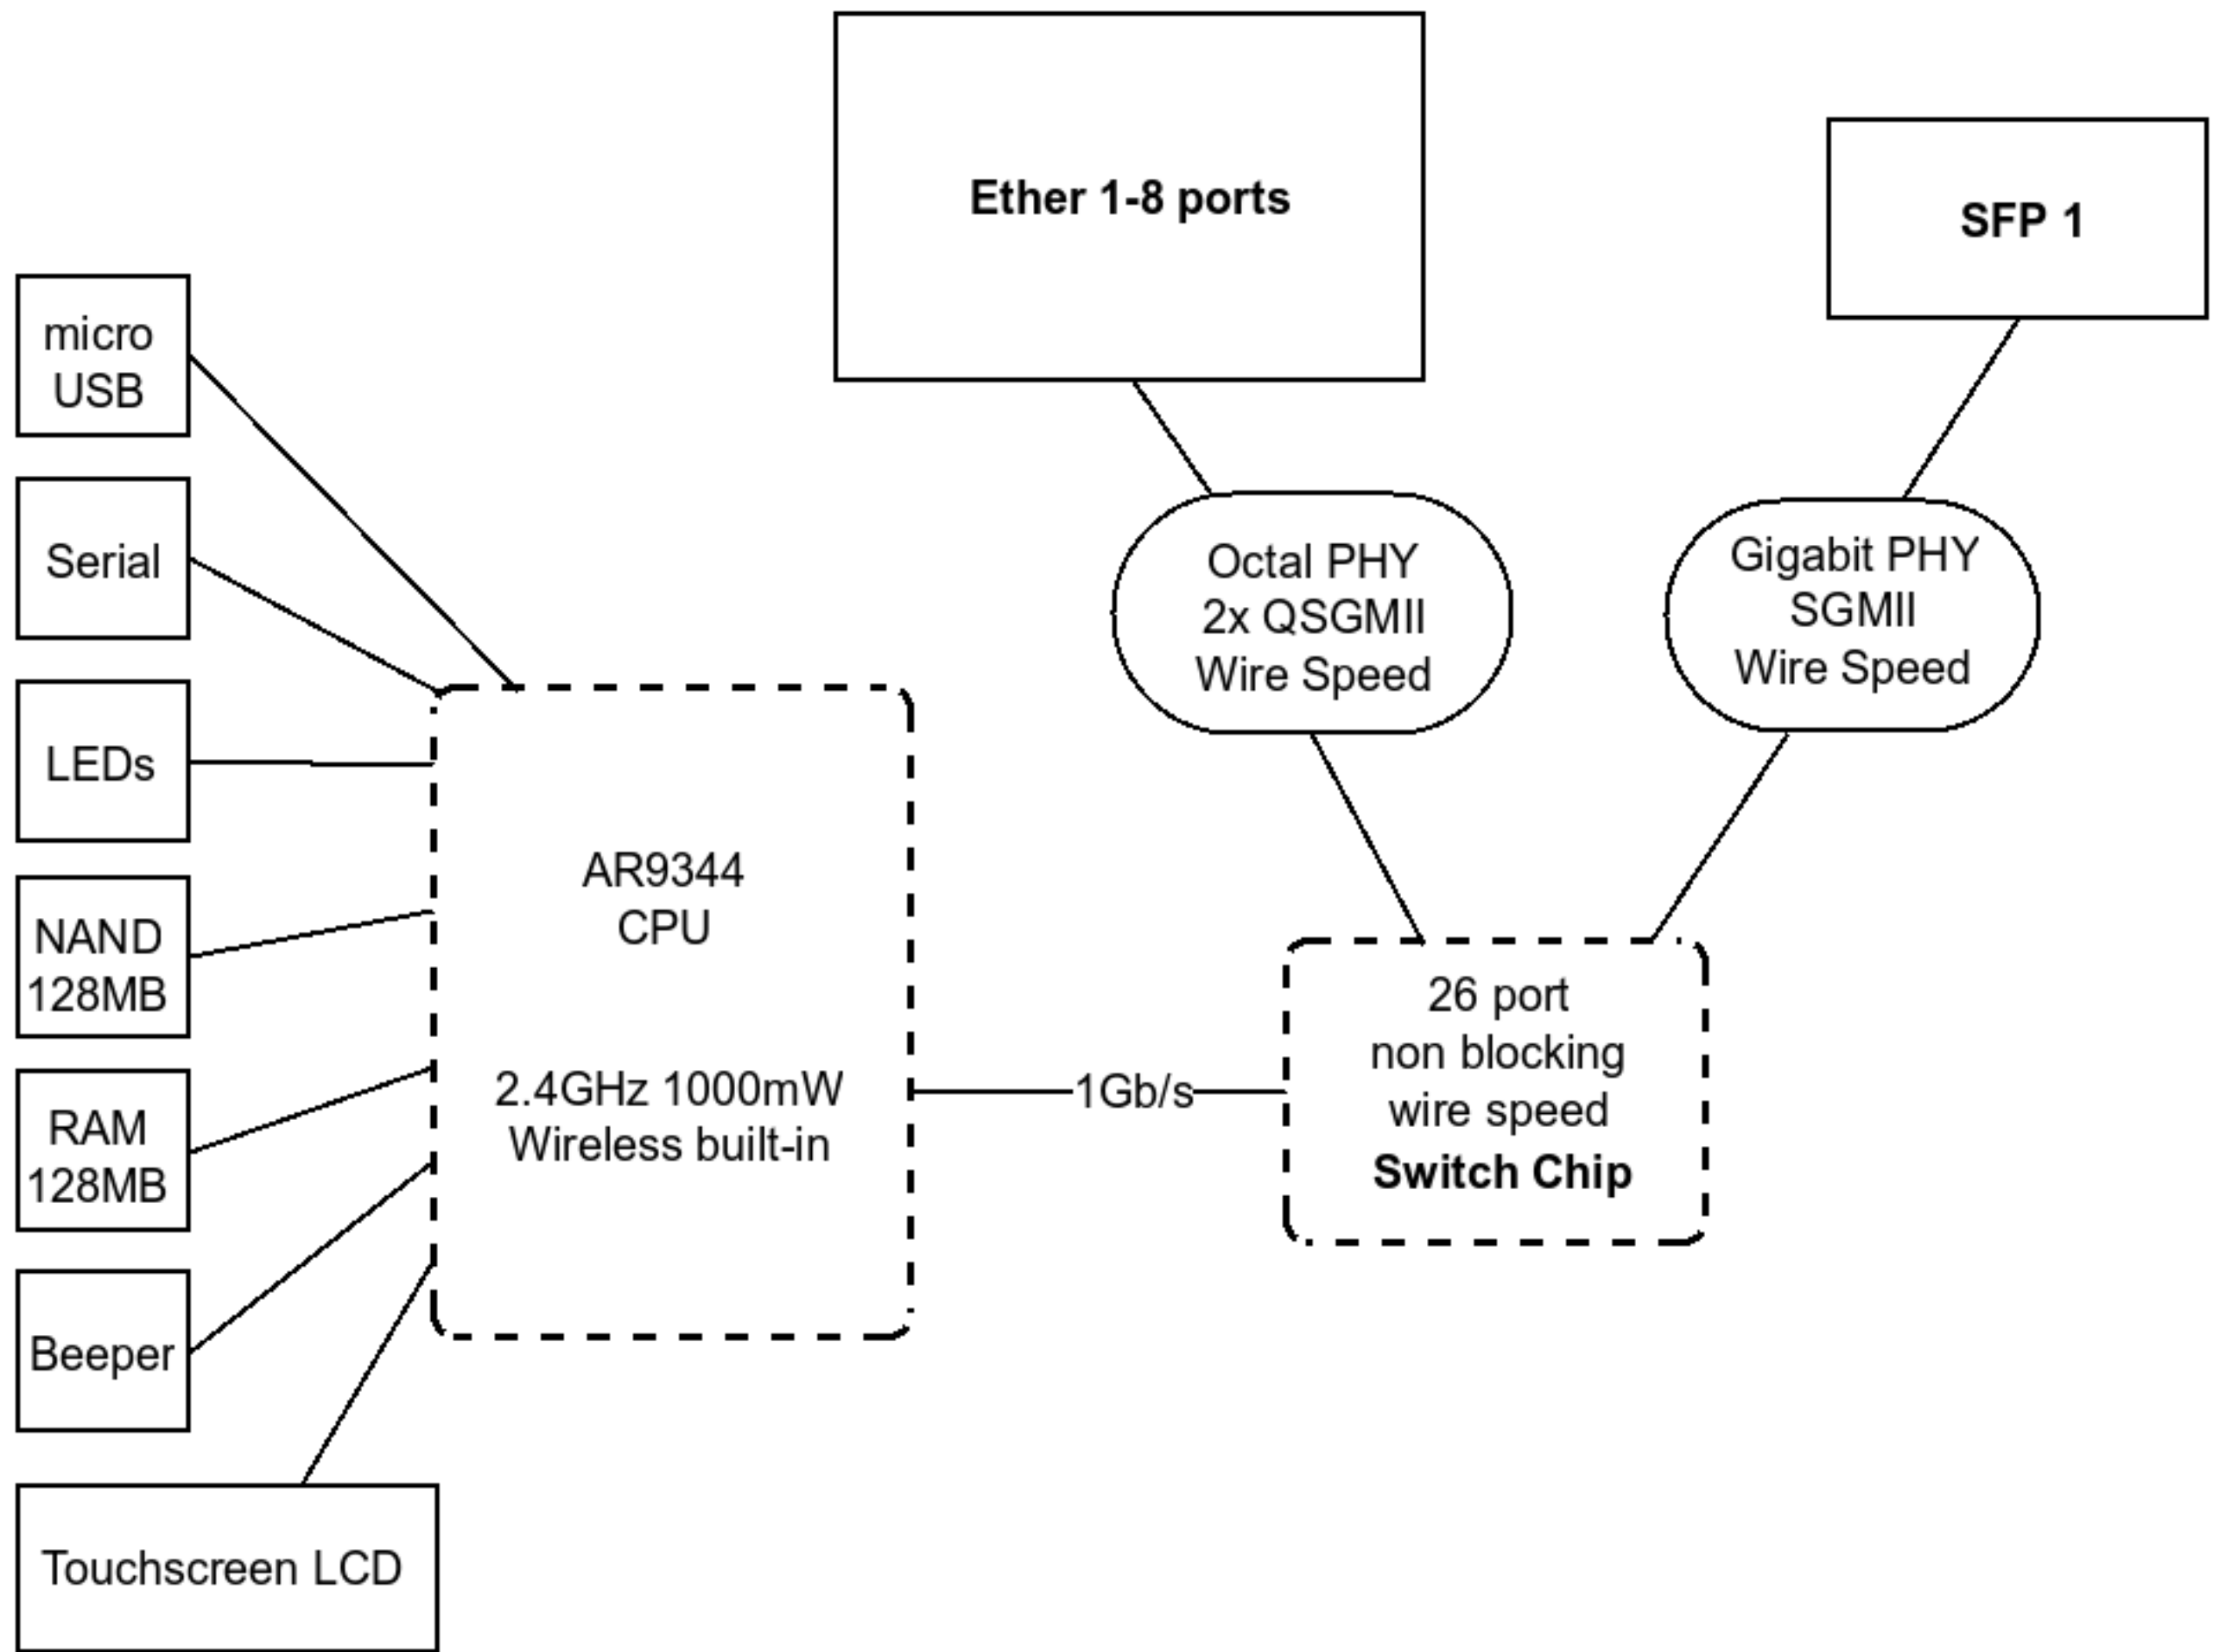 Ether 1-8 ports
SFP 1
micro
USB
Serial
LEDs
NAND
128MB
RAM
128MB
Beeper
Touchscreen LCD
AR9344
CPU
2.4GHz 1000mW
Wireless built-in
1Gb/s
Octal PHY
2x QSGMII
Wire Speed
Gigabit PHY
SGMII
Wire Speed
26 port
non blocking
wire speed
Switch Chip